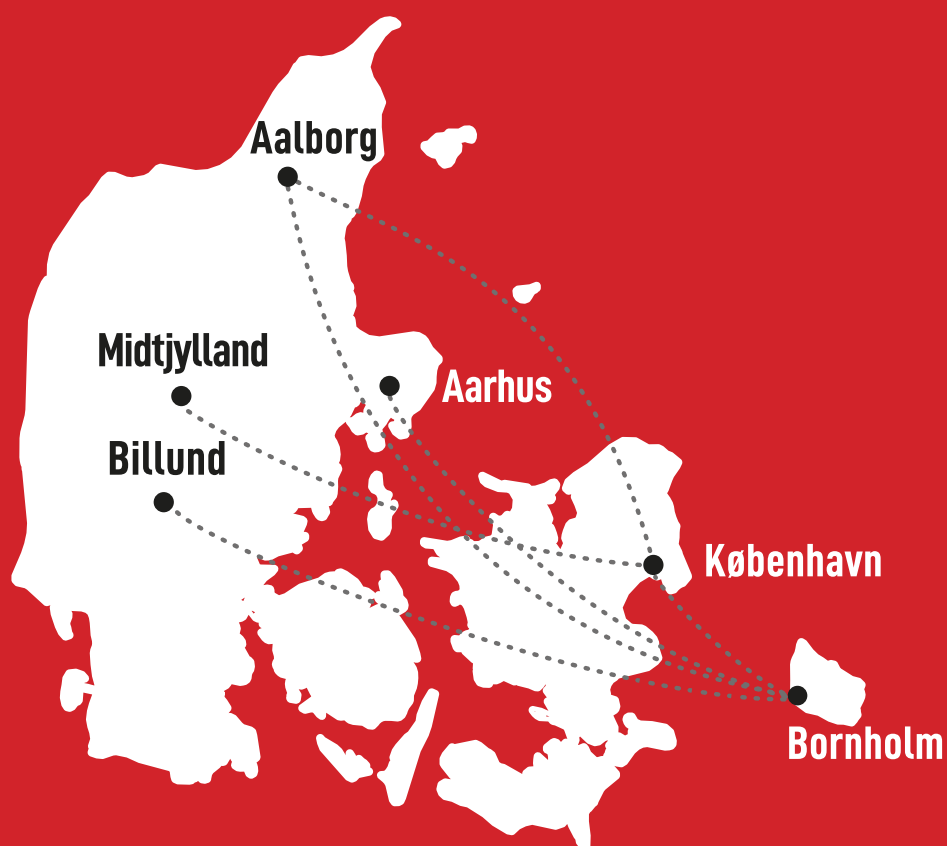 Aalborg
Midtjylland
Aarhus
Billund
København
Bornholm